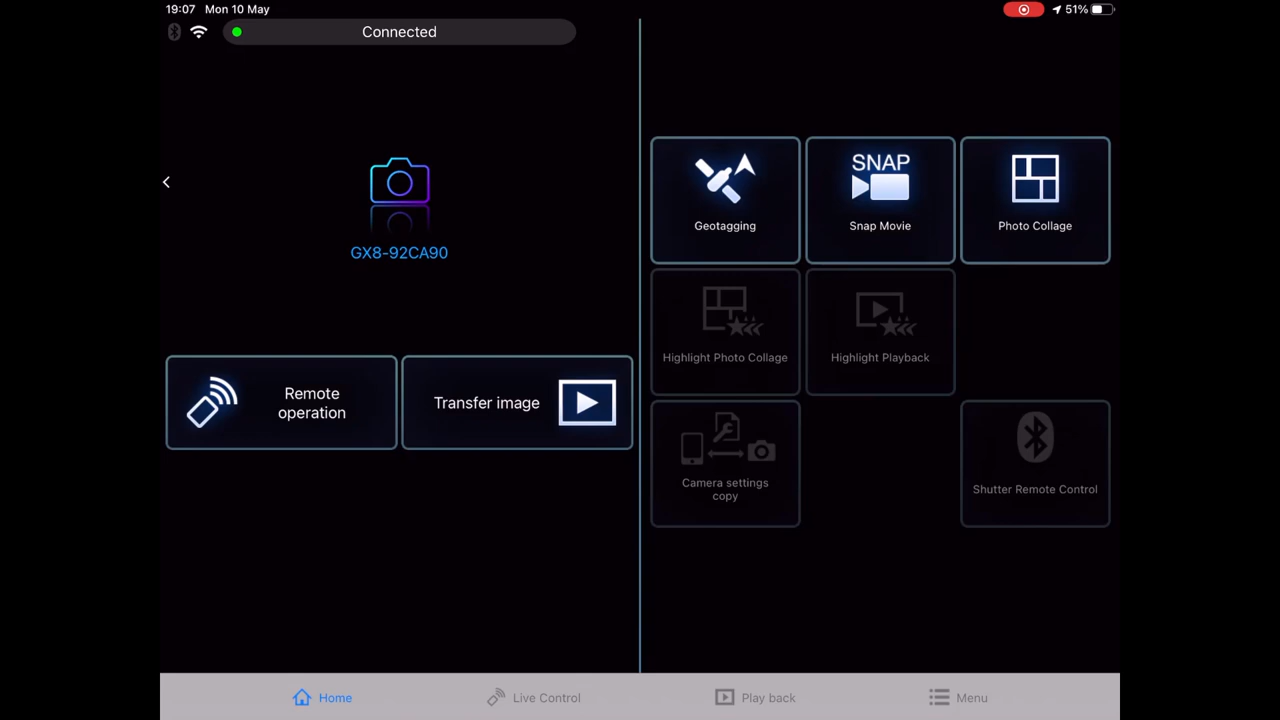 19:07 Mon 10 May
51%
Connected
GX8-92CA90
Remote
operation
Transfer image
Geotagging
SNAP
Snap Movie
Photo Collage
Highlight Photo Collage
Highlight Playback
Camera settings
copy
Shutter Remote Control
Home
Live Control
Play back
Menu